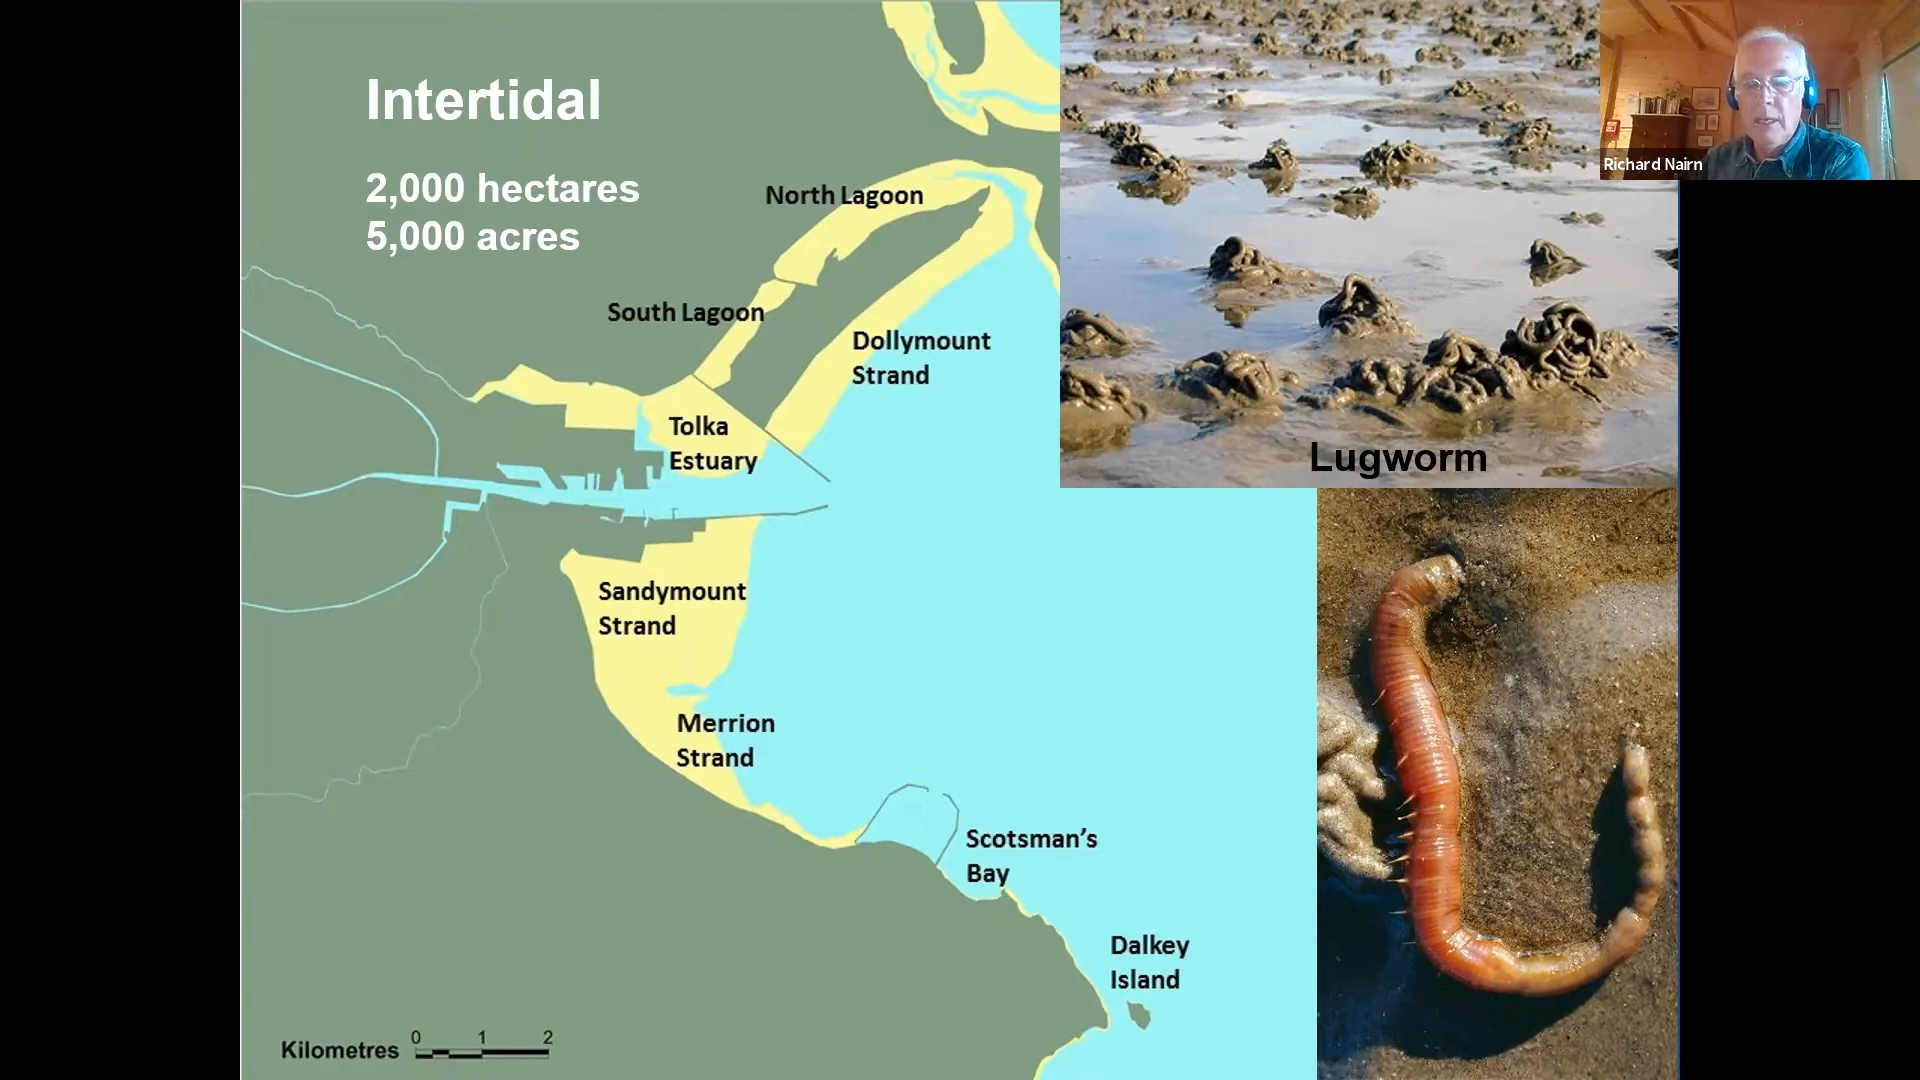 Intertidal
2,000 hectares
5,000 acres
North Lagoon
South Lagoon
Dollymount
Strand
Tolka
Estuary
Sandymount
Strand
Merrion
Strand
Scotsman’s
Bay
Dalkey
Island
Kilometres 0 1 2
Lugworm
Richard Nairn